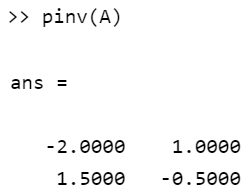 >> pinv(A)
ans =
-2.0000 1.0000
1.5000 -0.5000